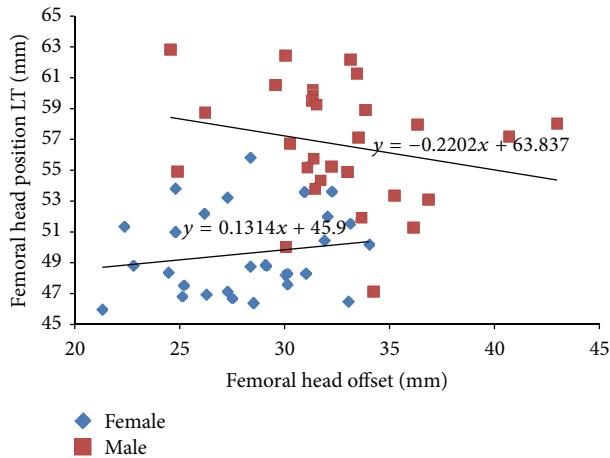 65
63
61
59
57
55
53
51
49
47
45
Femoral head position LT (mm)
y = −0.2202x + 63.837
y = 0.1314x + 45.9
20 25 30 35 40 45
Femoral head offset (mm)
Female
Male